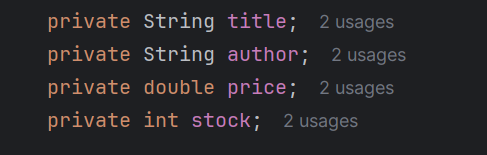 private String title; 2 usages
private String author; 2 usages
private double price; 2 usages
private int stock; 2 usages